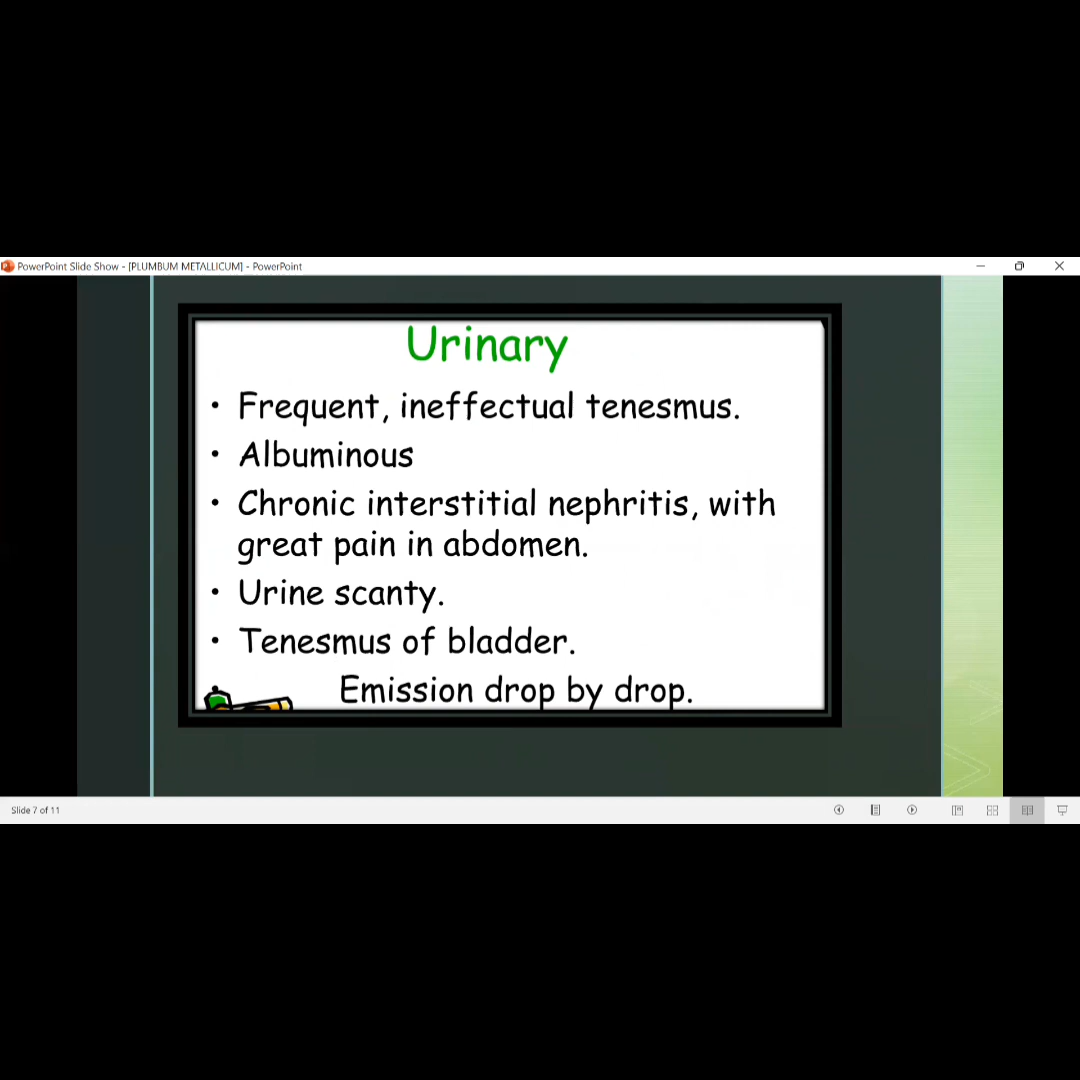 PowerPoint Slide Show - [PLUMBUM METALLICUM] - PowerPoint
Urinary
• Frequent, ineffectual tenesmus.
• Albuminous
• Chronic interstitial nephritis, with
great pain in abdomen.
• Urine scanty.
• Tenesmus of bladder.
Emission drop by drop.
Slide 7 of 11